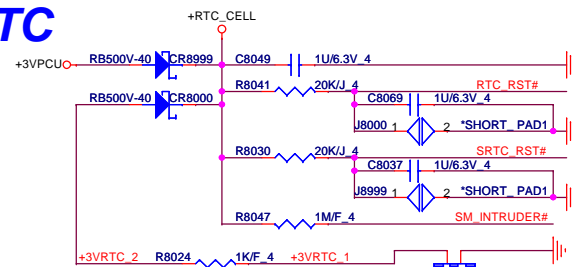 TC
+RTC_CELL
+3VPCU
RB500V-40 CR8999 C8049 1U/6.3V_4
R8041 20K/J_4 RTC_RST#
RB500V-40 CR8000 C8069 1U/6.3V_4
J8000 1 2 *SHORT_PAD1
R8030 20K/J_4 SRTC_RST#
C8037 1U/6.3V_4
J8999 1 2 *SHORT_PAD1
R8047 1M/F_4 SM_INTRUDER#
+3VRTC_2 R8024 1K/F_4 +3VRTC_1